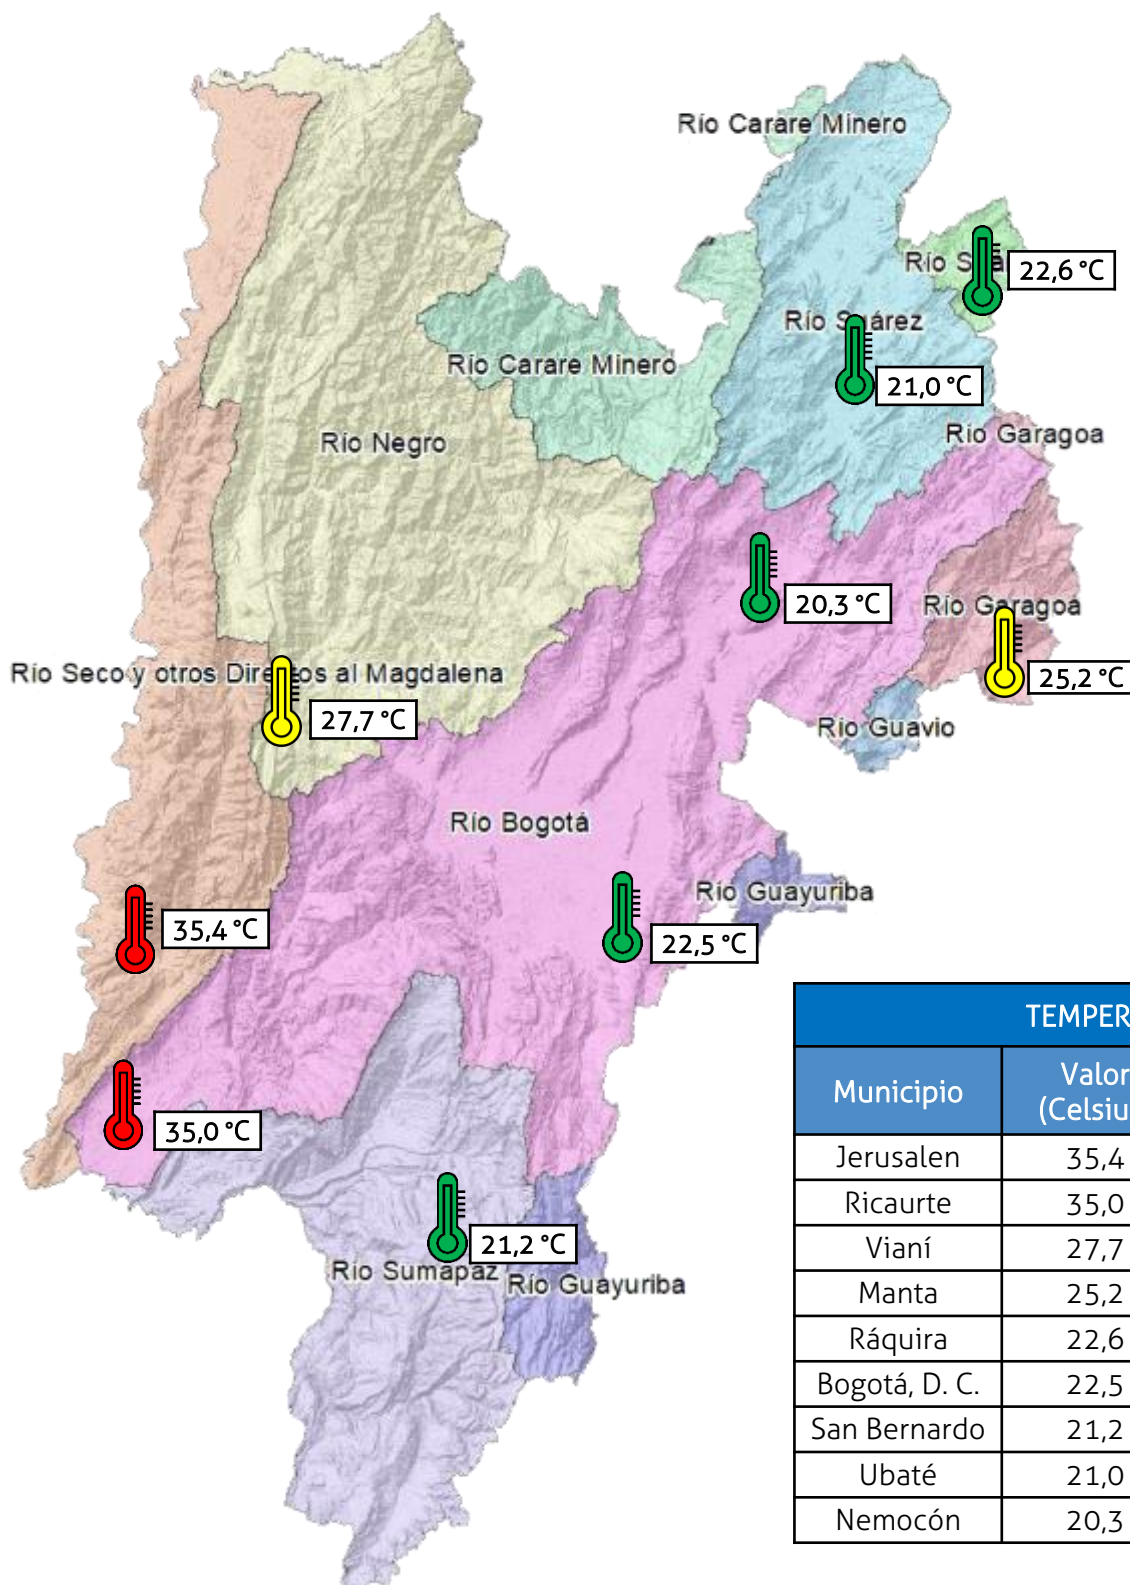 Río Carare Minero
Río S
22,6 °C
Río Suárez
21,0 °C
Río Carare Minero
Río Garagoa
Río Negro
20,3 °C
Río Garagoa
25,2 °C
Río Seco y otros Directos al Magdalena
27,7 °C
Río Guavio
Río Bogotá
Río Guayuriba
35,4 °C
22,5 °C
35,0 °C
21,2 °C
Río Sumapaz
Río Guayuriba
TEMPER
Municipio
Valor
(Celsiu
Jerusalen 35,4
Ricaurte 35,0
Vianí 27,7
Manta 25,2
Ráquira 22,6
Bogotá, D. C. 22,5
San Bernardo 21,2
Ubaté 21,0
Nemocón 20,3